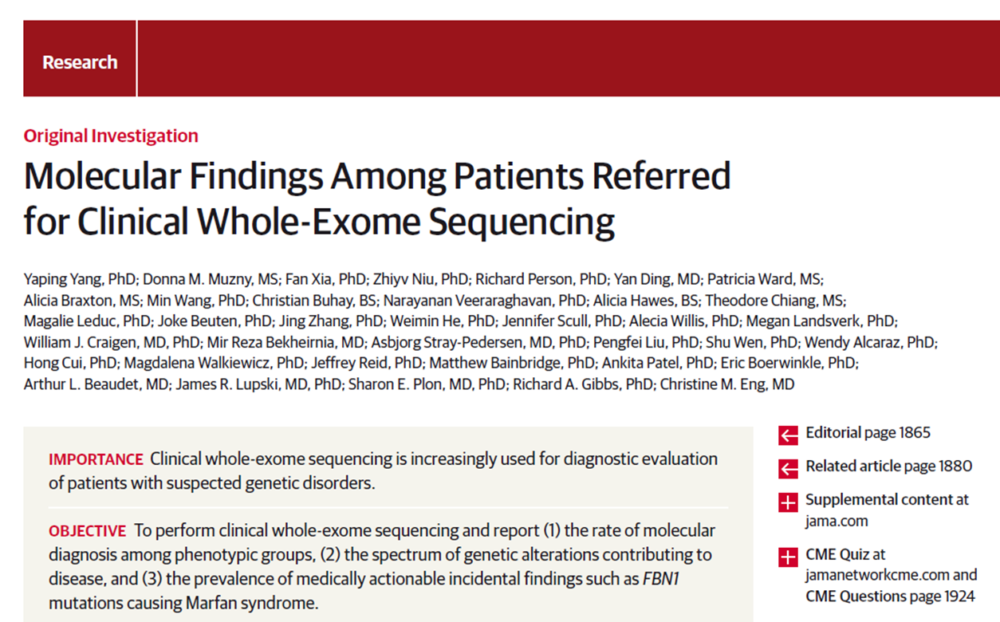 Research
Original Investigation
Molecular Findings Among Patients Referred
for Clinical Whole-Exome Sequencing
Yaping Yang, PhD; Donna M. Muzny, MS; Fan Xia, PhD; Zhiyv Niu, PhD; Richard Person, PhD; Yan Ding, MD; Patricia Ward, MS;
Alicia Braxton, MS; Min Wang, PhD; Christian Buhay, BS; Narayanan Veeraraghavan, PhD; Alicia Hawes, BS; Theodore Chiang, MS;
Magalie Leduc, PhD; Joke Beuten, PhD; Jing Zhang, PhD; Weimin He, PhD; Jennifer Scull, PhD; Alecia Willis, PhD; Megan Landsverk, PhD;
William J. Craigen, MD, PhD; Mir Reza Bekheirnia, MD; Asbjorg Stray-Pedersen, MD, PhD; Pengfei Liu, PhD; Shu Wen, PhD; Wendy Alcaraz, PhD;
Hong Cui, PhD; Magdalena Walkiewicz, PhD; Jeffrey Reid, PhD; Matthew Bainbridge, PhD; Ankita Patel, PhD; Eric Boerwinkle, PhD;
Arthur L. Beaudet, MD; James R. Lupski, MD, PhD; Sharon E. Plon, MD, PhD; Richard A. Gibbs, PhD; Christine M. Eng, MD
IMPORTANCE Clinical whole-exome sequencing is increasingly used for diagnostic evaluation
of patients with suspected genetic disorders.
OBJECTIVE To perform clinical whole-exome sequencing and report (1) the rate of molecular
diagnosis among phenotypic groups, (2) the spectrum of genetic alterations contributing to
disease, and (3) the prevalence of medically actionable incidental findings such as FBN1
mutations causing Marfan syndrome.
Editorial page 1865
Related article page 1880
Supplemental content at
jama.com
CME Quiz at
jamanetworkcme.com and
CME Questions page 1924